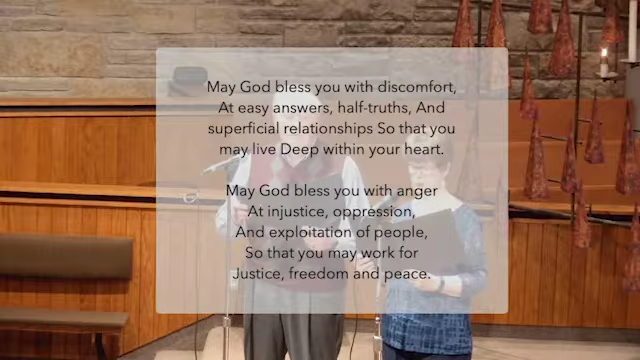 May God bless you with discomfort,
At easy answers, half-truths, And
superficial relationships So that you
may live Deep within your heart.
May God bless you with anger
At injustice, oppression,
And exploitation of people,
So that you may work for
Justice, freedom and peace.